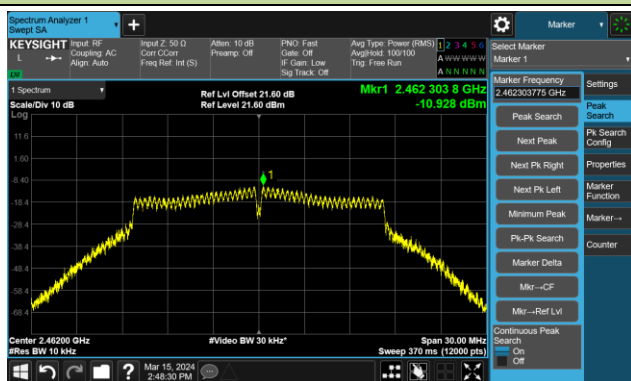 Spectrum Analyzer 1
Swept SA
Marker
KEYSIGHT
L
LW
Input: RF
Coupling: AC
Align: Auto
Input Z: 50 Ω
Corr CCorr
Freq Ref: Int (S)
Atten: 10 dB
Preamp: Off
PNO: Fast
Gate: Off
IF Gain: Low
Sig Track: Off
Avg Type: Power (RMS)
Avg|Hold: 100/100
Trig: Free Run
1 2 3 4 5 6
A W W W W W
A N N N N N
Select Marker
Marker 1
1 Spectrum
Scale/Div 10 dB
Log
Ref Lvl Offset 21.60 dB
Ref Level 21.60 dBm
Mkr1 2.462 303 8 GHz
-10.928 dBm
11.6
1.60
-8.40
-18.4
-28.4
-38.4
-48.4
-58.4
-68.4
1
Center 2.46200 GHz
#Res BW 10 kHz
#Video BW 30 kHz*
Span 30.00 MHz
Sweep 370 ms (12000 pts)
Marker Frequency
2.462303775 GHz
Peak Search
Next Peak
Next Pk Right
Next Pk Left
Minimum Peak
Pk-Pk Search
Marker Delta
Mkr→CF
Mkr→Ref Lvl
Continuous Peak
Search
On
Off
Settings
Peak
Search
Pk Search
Config
Properties
Marker
Function
Marker→
Counter
Mar 15, 2024
2:48:30 PM